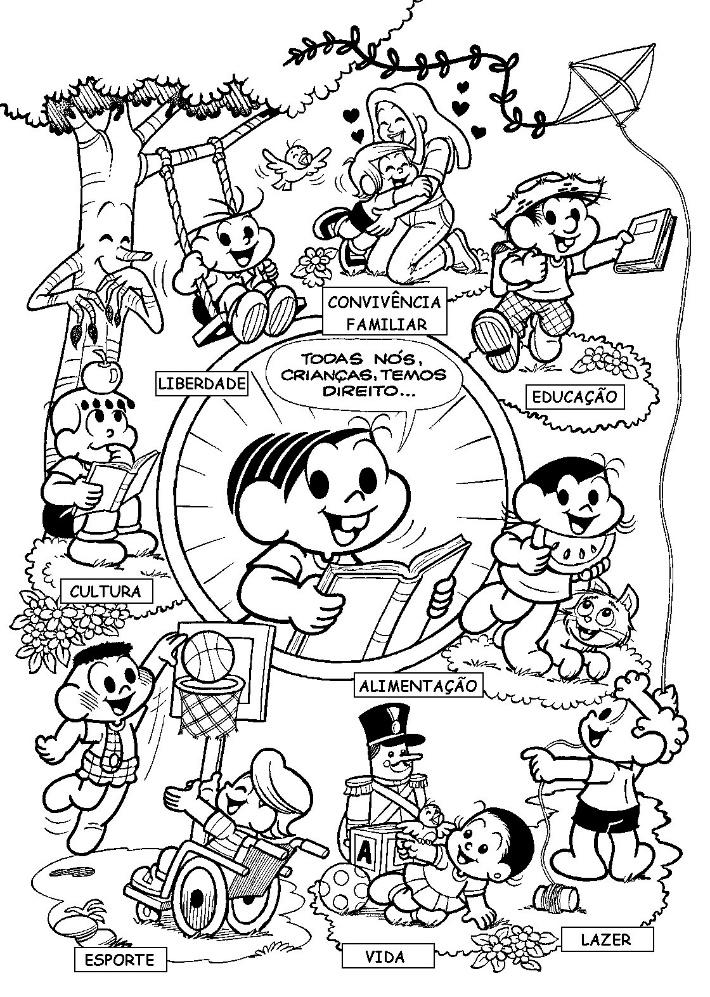 CONVIVÊNCIA
FAMILIAR
TODAS NÓS,
CRIANÇAS, TEMOS
DIREITO...
LIBERDADE
EDUCAÇÃO
CULTURA
ALIMENTAÇÃO
A
ESPORTE
VIDA
LAZER